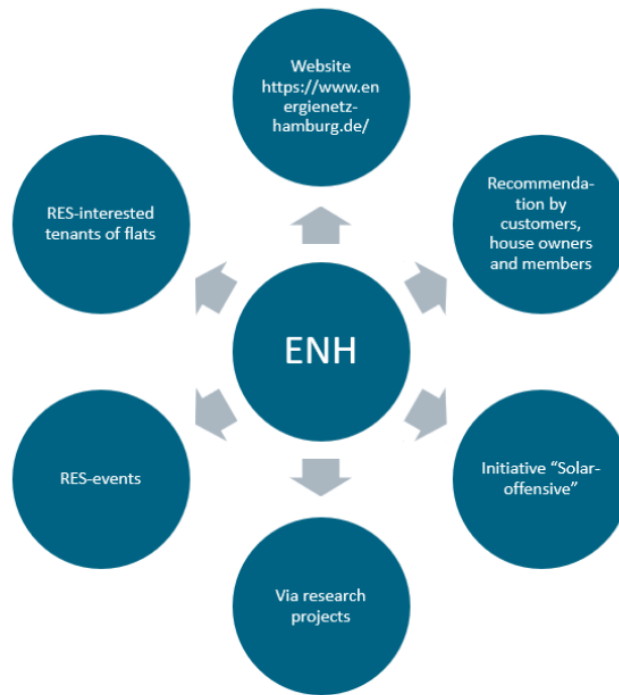 Website
https://www.en
ergienetz-
hamburg.de/
Recommenda-
tion by
customers,
house owners
and members
Initiative “Solar-
offensive”
Via research
projects
RES-events
RES-interested
tenants of flats
ENH